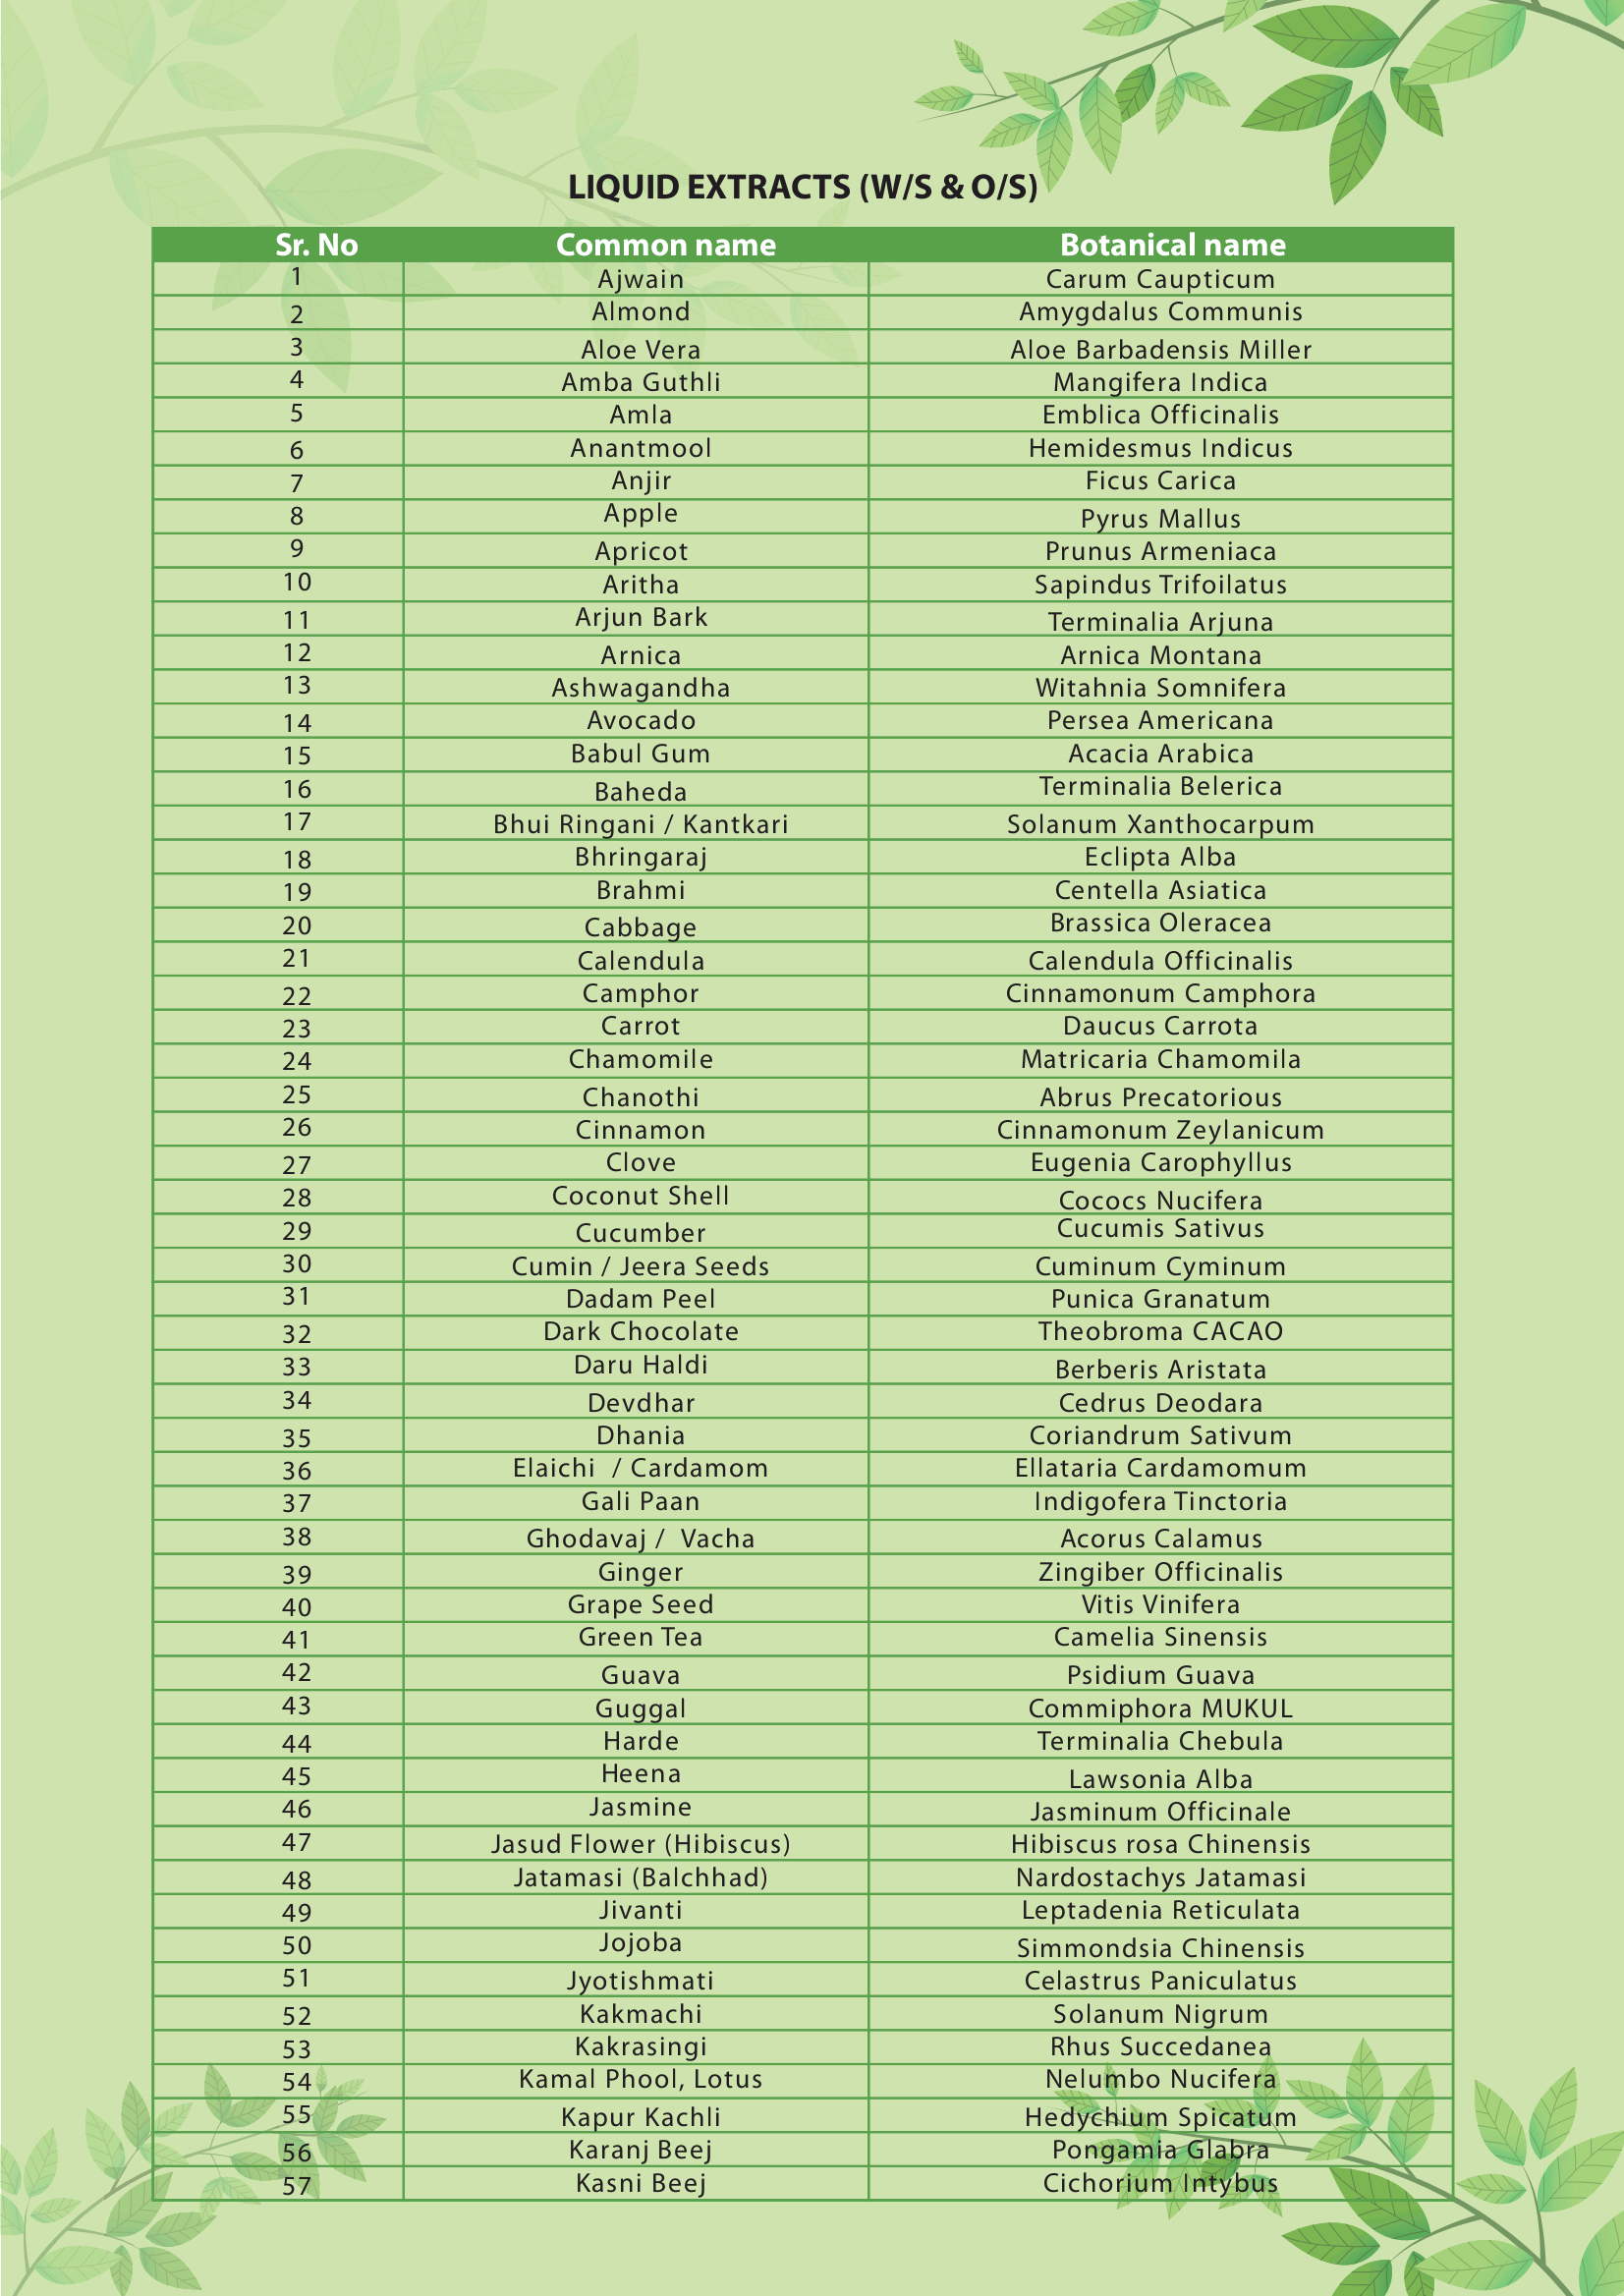 LIQUID EXTRACTS (W/S & O/S)
Sr. No Common name Botanical name
1 Ajwain Carum Caupticum
2 Almond Amygdalus Communis
3 Aloe Vera Aloe Barbadensis Miller
4 Amba Guthli Mangifera Indica
5 Amla Emblica Officinalis
6 Anantmool Hemidesmus Indicus
7 Anjir Ficus Carica
8 Apple Pyrus Mallus
9 Apricot Prunus Armeniaca
10 Aritha Sapindus Trifoilatus
11 Arjun Bark Terminalia Arjuna
12 Arnica Arnica Montana
13 Ashwagandha Witahnia Somnifera
14 Avocado Persea Americana
15 Babul Gum Acacia Arabica
16 Baheda Terminalia Belerica
17 Bhui Ringani / Kantkari Solanum Xanthocarpum
18 Bhringaraj Eclipta Alba
19 Brahmi Centella Asiatica
20 Cabbage Brassica Oleracea
21 Calendula Calendula Officinalis
22 Camphor Cinnamonum Camphora
23 Carrot Daucus Carrota
24 Chamomile Matricaria Chamomila
25 Chanothi Abrus Precatorious
26 Cinnamon Cinnamonum Zeylanicum
27 Clove Eugenia Carophyllus
28 Coconut Shell Cococs Nucifera
29 Cucumber Cucumis Sativus
30 Cumin / Jeera Seeds Cuminum Cyminum
31 Dadam Peel Punica Granatum
32 Dark Chocolate Theobroma CACAO
33 Daru Haldi Berberis Aristata
34 Devdhar Cedrus Deodara
35 Dhania Coriandrum Sativum
36 Elaichi / Cardamom Ellataria Cardamomum
37 Gali Paan Indigofera Tinctoria
38 Ghodavaj / Vacha Acorus Calamus
39 Ginger Zingiber Officinalis
40 Grape Seed Vitis Vinifera
41 Green Tea Camelia Sinensis
42 Guava Psidium Guava
43 Guggal Commiphora MUKUL
44 Harde Terminalia Chebula
45 Heena Lawsonia Alba
46 Jasmine Jasminum Officinale
47 Jasud Flower (Hibiscus) Hibiscus rosa Chinensis
48 Jatamasi (Balchhad) Nardostachys Jatamasi
49 Jivanti Leptadenia Reticulata
50 Jojoba Simmondsia Chinensis
51 Jyotishmati Celastrus Paniculatus
52 Kakmachi Solanum Nigrum
53 Kakrasingi Rhus Succedanea
54 Kamal Phool, Lotus Nelumbo Nucifera
55 Kapur Kachli Hedychium Spicatum
56 Karanj Beej Pongamia Glabra
57 Kasni Beej Cichorium Intybus